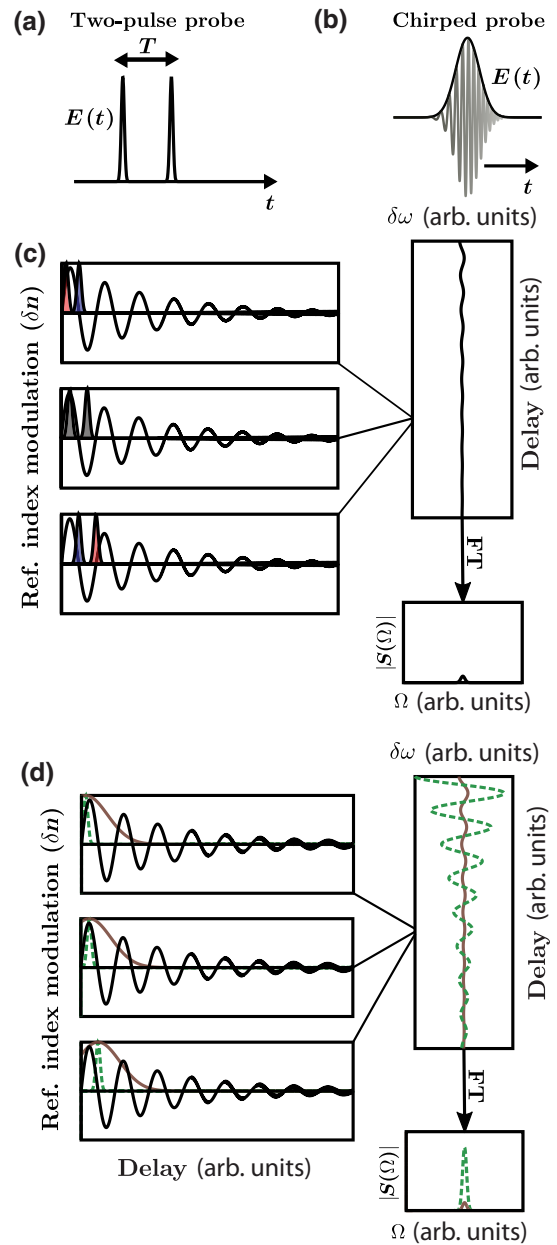 (a) Two-pulse probe
T
E(t)
t
(b) Chirped probe
E(t)
t
δω (arb. units)
(c)
Ref. index modulation (δn)
Delay (arb. units)
FT
|S(Ω)|
Ω (arb. units)
(d)
δω (arb. units)
Ref. index modulation (δn)
Delay (arb. units)
Delay (arb. units)
FT
|S(Ω)|
Ω (arb. units)